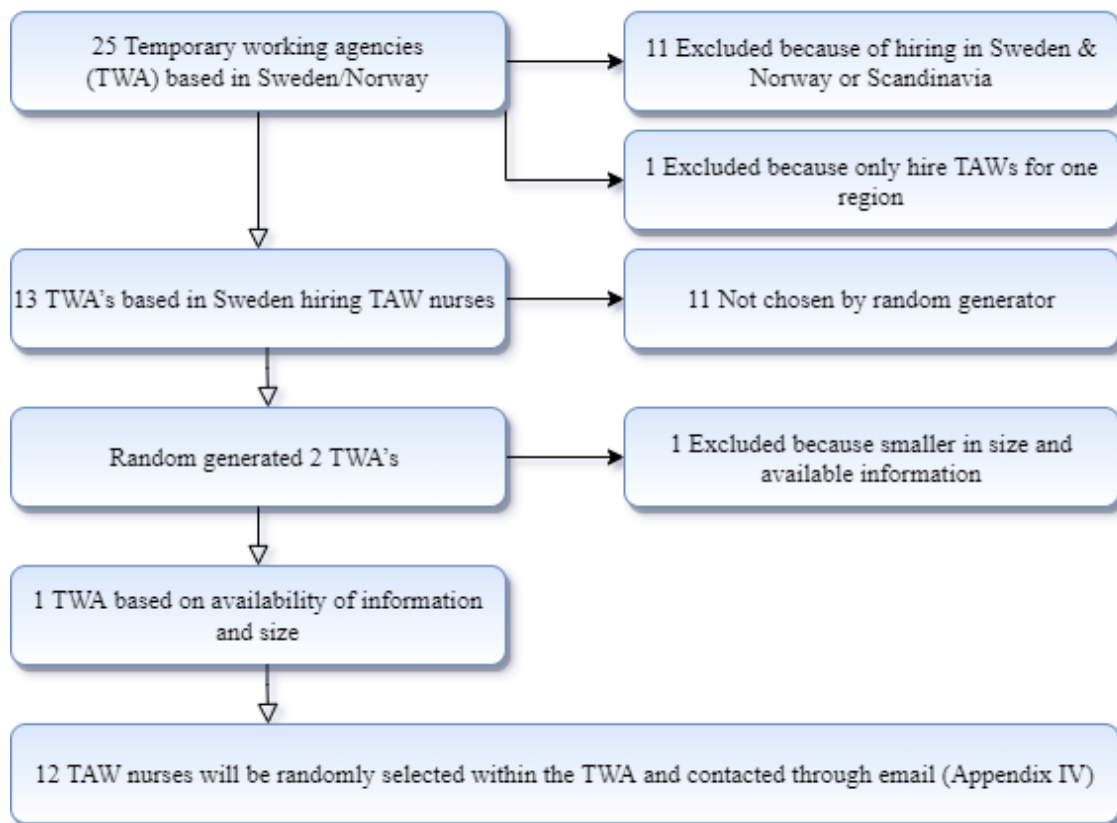 25 Temporary working agencies
(TWA) based in Sweden/Norway
11 Excluded because of hiring in Sweden &
Norway or Scandinavia
1 Excluded because only hire TAWs for one
region
13 TWA's based in Sweden hiring TAW nurses
11 Not chosen by random generator
Random generated 2 TWA's
1 Excluded because smaller in size and
available information
1 TWA based on availability of information
and size
12 TAW nurses will be randomly selected within the TWA and contacted through email (Appendix IV)